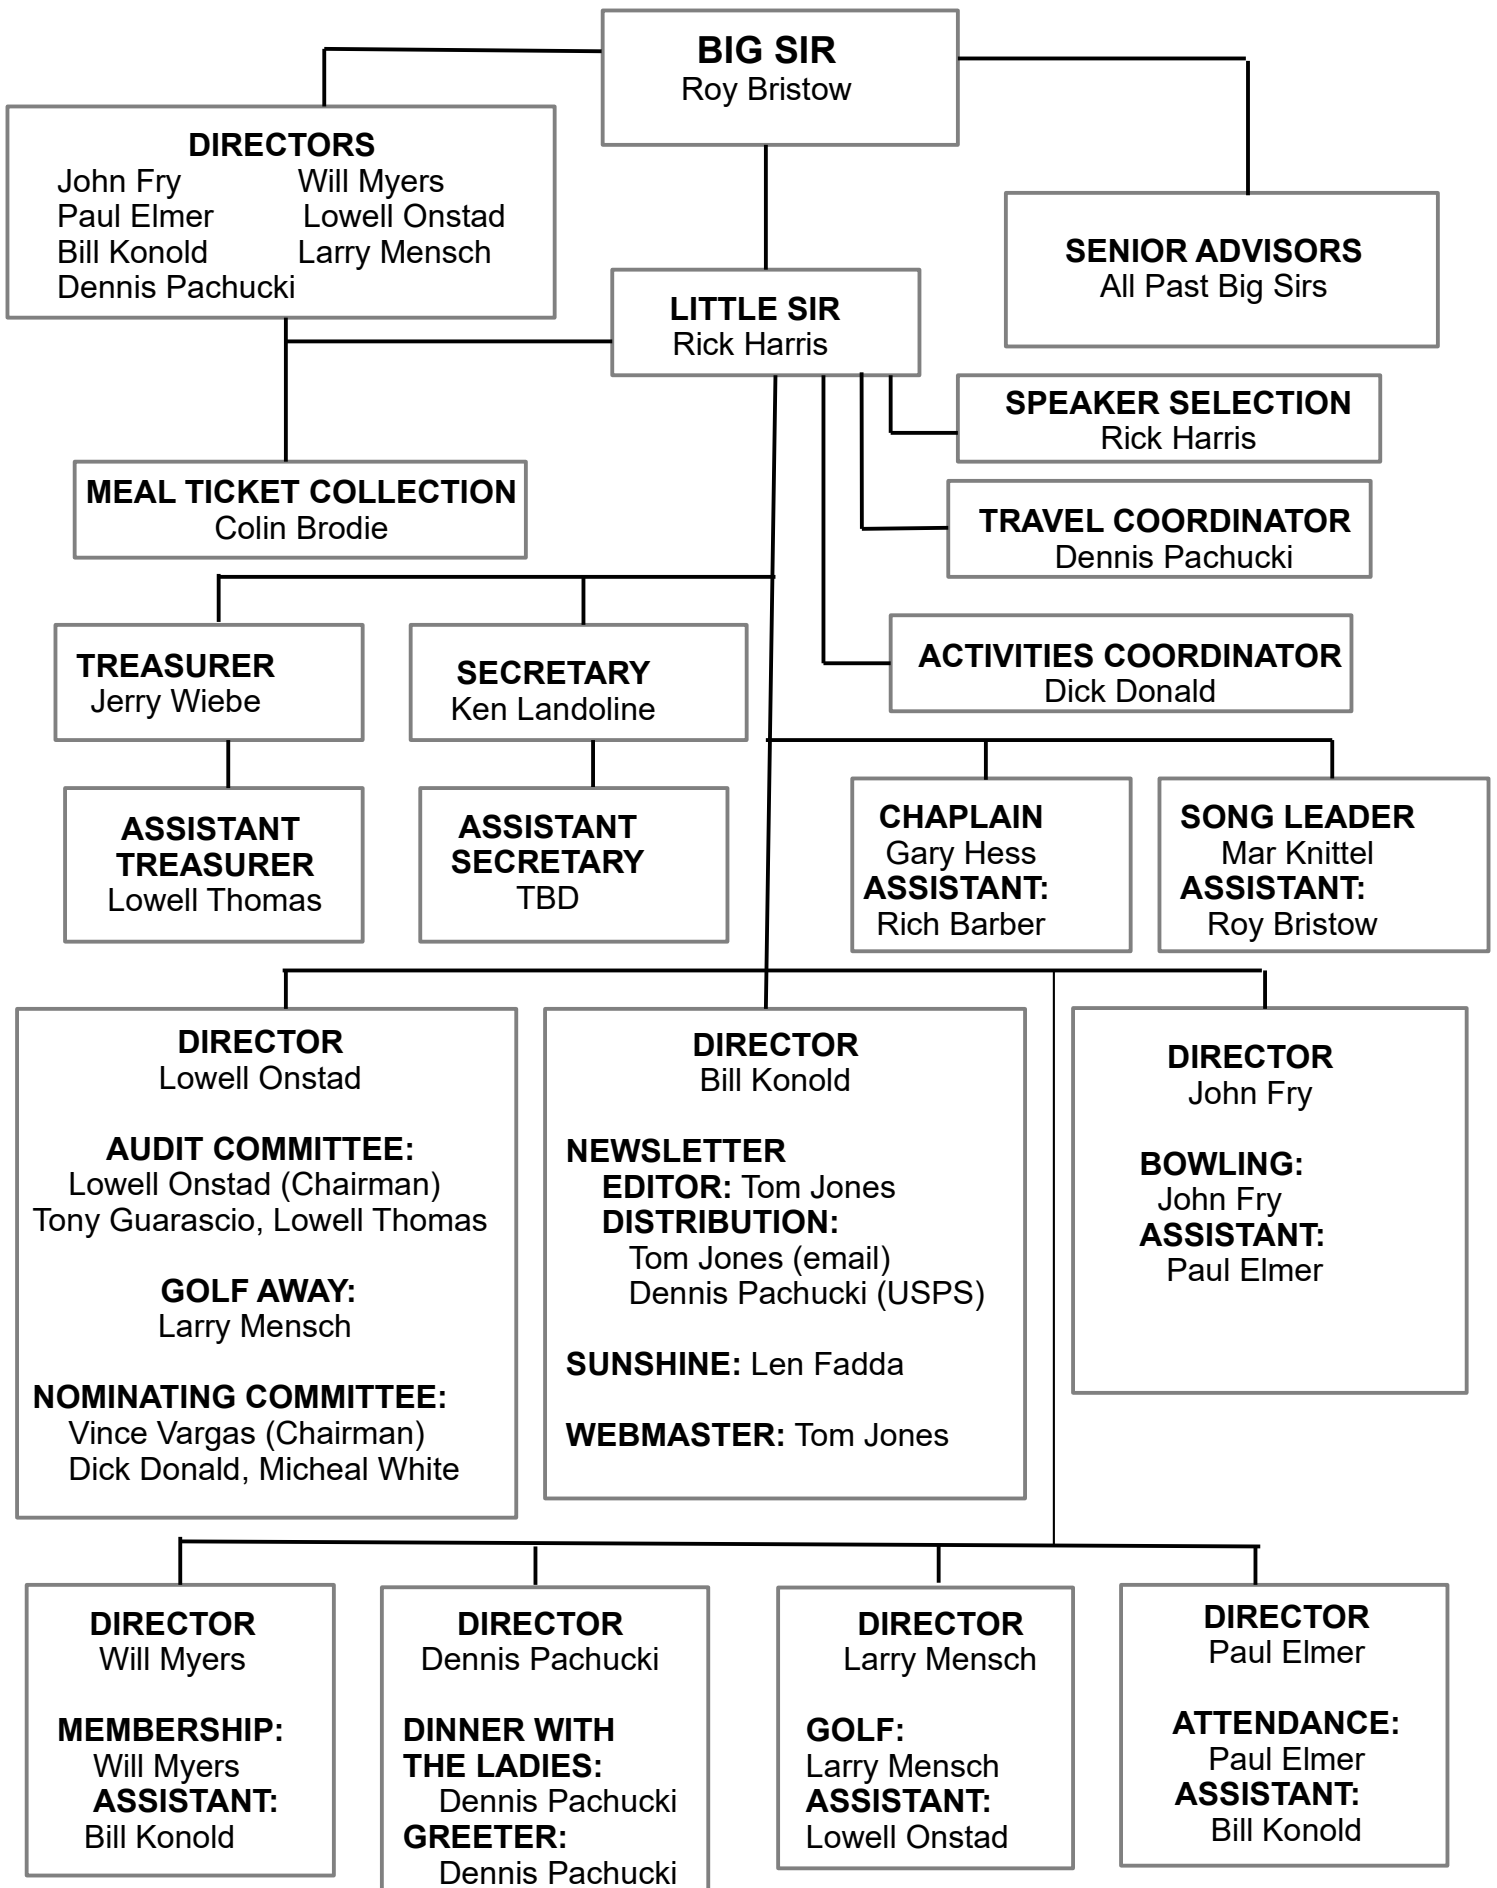 BIG SIR
Roy Bristow
DIRECTORS
John Fry Will Myers
Paul Elmer Lowell Onstad
Bill Konold Larry Mensch
Dennis Pachucki
SENIOR ADVISORS
All Past Big Sirs
LITTLE SIR
Rick Harris
SPEAKER SELECTION
Rick Harris
MEAL TICKET COLLECTION
Colin Brodie
TRAVEL COORDINATOR
Dennis Pachucki
TREASURER
Jerry Wiebe
SECRETARY
Ken Landoline
ACTIVITIES COORDINATOR
Dick Donald
ASSISTANT
TREASURER
Lowell Thomas
ASSISTANT
SECRETARY
TBD
CHAPLAIN
Gary Hess
ASSISTANT:
Rich Barber
SONG LEADER
Mar Knittel
ASSISTANT:
Roy Bristow
DIRECTOR
Lowell Onstad
AUDIT COMMITTEE:
Lowell Onstad (Chairman)
Tony Guarascio, Lowell Thomas
GOLF AWAY:
Larry Mensch
NOMINATING COMMITTEE:
Vince Vargas (Chairman)
Dick Donald, Micheal White
DIRECTOR
Bill Konold
NEWSLETTER
EDITOR: Tom Jones
DISTRIBUTION:
Tom Jones (email)
Dennis Pachucki (USPS)
SUNSHINE: Len Fadda
WEBMASTER: Tom Jones
DIRECTOR
John Fry
BOWLING:
John Fry
ASSISTANT:
Paul Elmer
DIRECTOR
Will Myers
MEMBERSHIP:
Will Myers
ASSISTANT:
Bill Konold
DIRECTOR
Dennis Pachucki
DINNER WITH
THE LADIES:
Dennis Pachucki
GREETER:
Dennis Pachucki
DIRECTOR
Larry Mensch
GOLF:
Larry Mensch
ASSISTANT:
Lowell Onstad
DIRECTOR
Paul Elmer
ATTENDANCE:
Paul Elmer
ASSISTANT:
Bill Konold